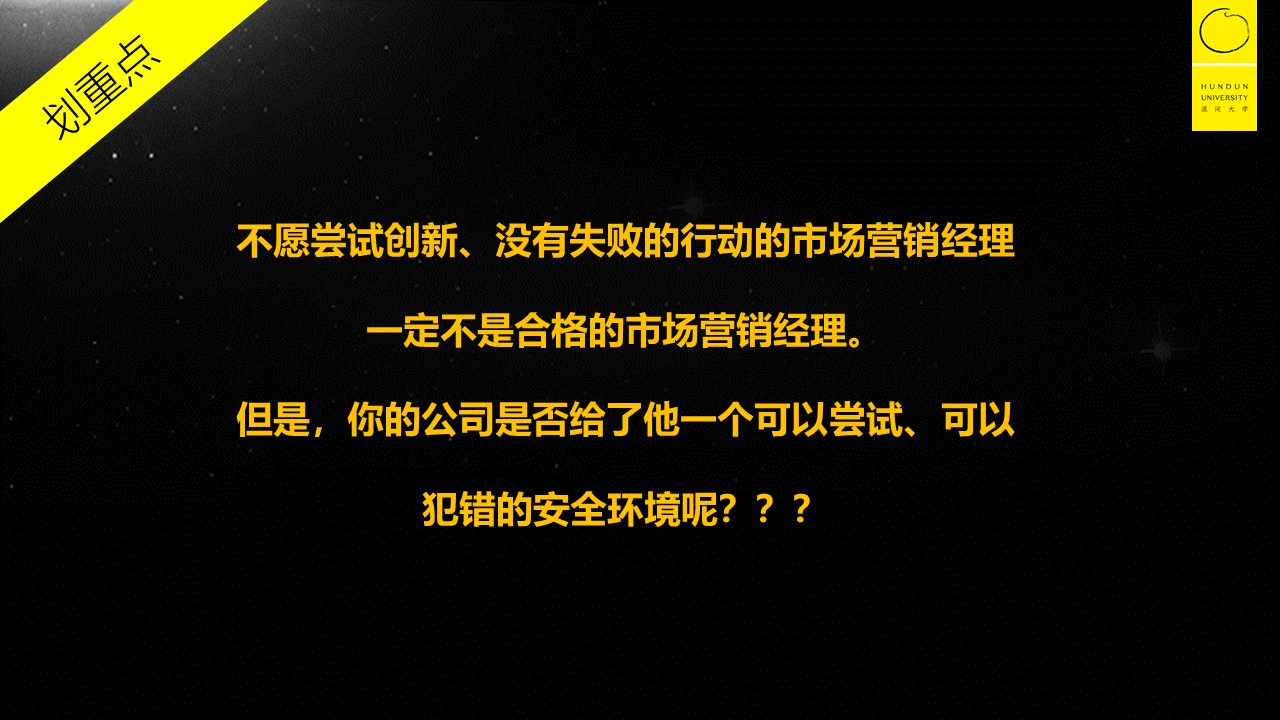 划重点
HUNDUN
UNIVERSITY
混沌大学
不愿尝试创新、没有失败的行动的市场营销经理
一定不是合格的市场营销经理。
但是，你的公司是否给了他一个可以尝试、可以
犯错的安全环境呢？？？